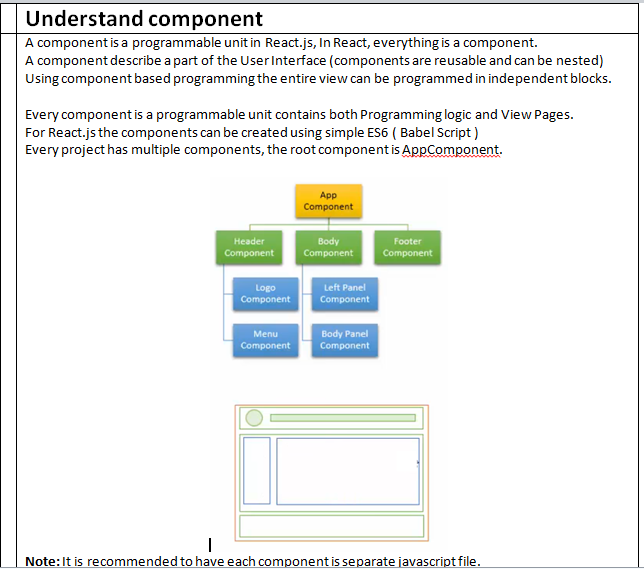 Understand component
A component is a programmable unit in React.js, In React, everything is a component.
A component describe a part of the User Interface (components are reusable and can be nested)
Using component based programming the entire view can be programmed in independent blocks.
Every component is a programmable unit contains both Programming logic and View Pages.
For React.js the components can be created using simple ES6 ( Babel Script )
Every project has multiple components, the root component is AppComponent.
App
Component
Header
Component
Body
Component
Footer
Component
Logo
Component
Left Panel
Component
Menu
Component
Body Panel
Component
Note: It is recommended to have each component is separate javascript file.